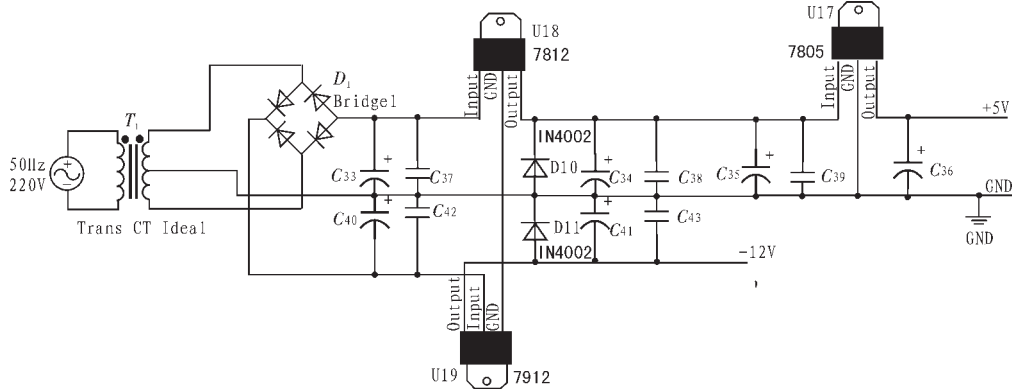 U18
7812
Input
GND
Output
U17
7805
Input
GND
Output
+5V
D1
Bridge1
T1
50Hz
220V
Trans CT Ideal
C33
+
C37
C40
+
C42
IN4002
D10
D11
IN4002
C34
+
C38
C41
+
C43
C35
+
C39
C36
+
GND
GND
-12V
Output
Input
GND
U19
7912